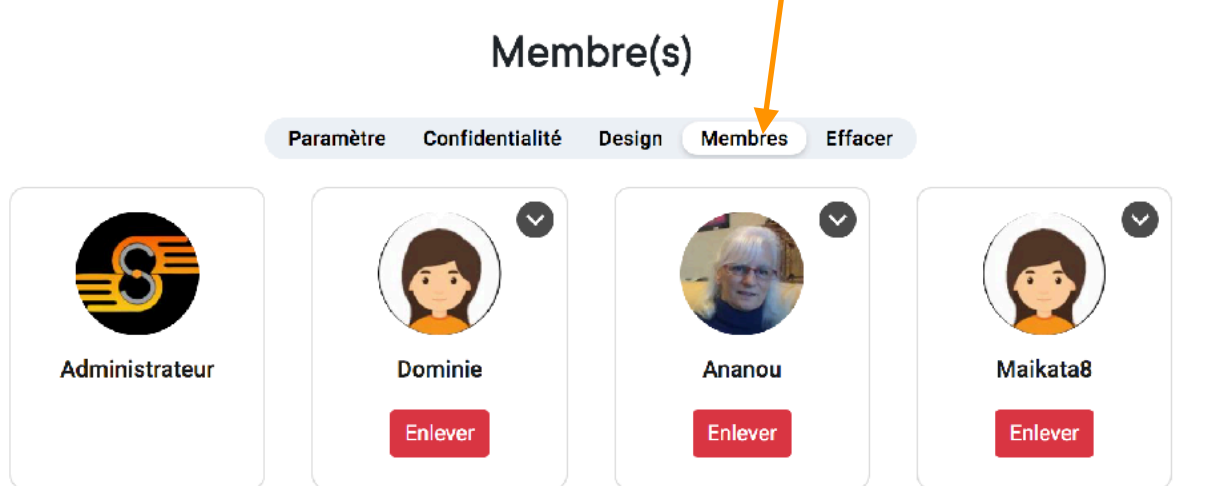 Membre(s)
Paramètre Confidentialité Design Membres Effacer
Administrateur Dominie Ananou Maikata8
Enlever Enlever Enlever